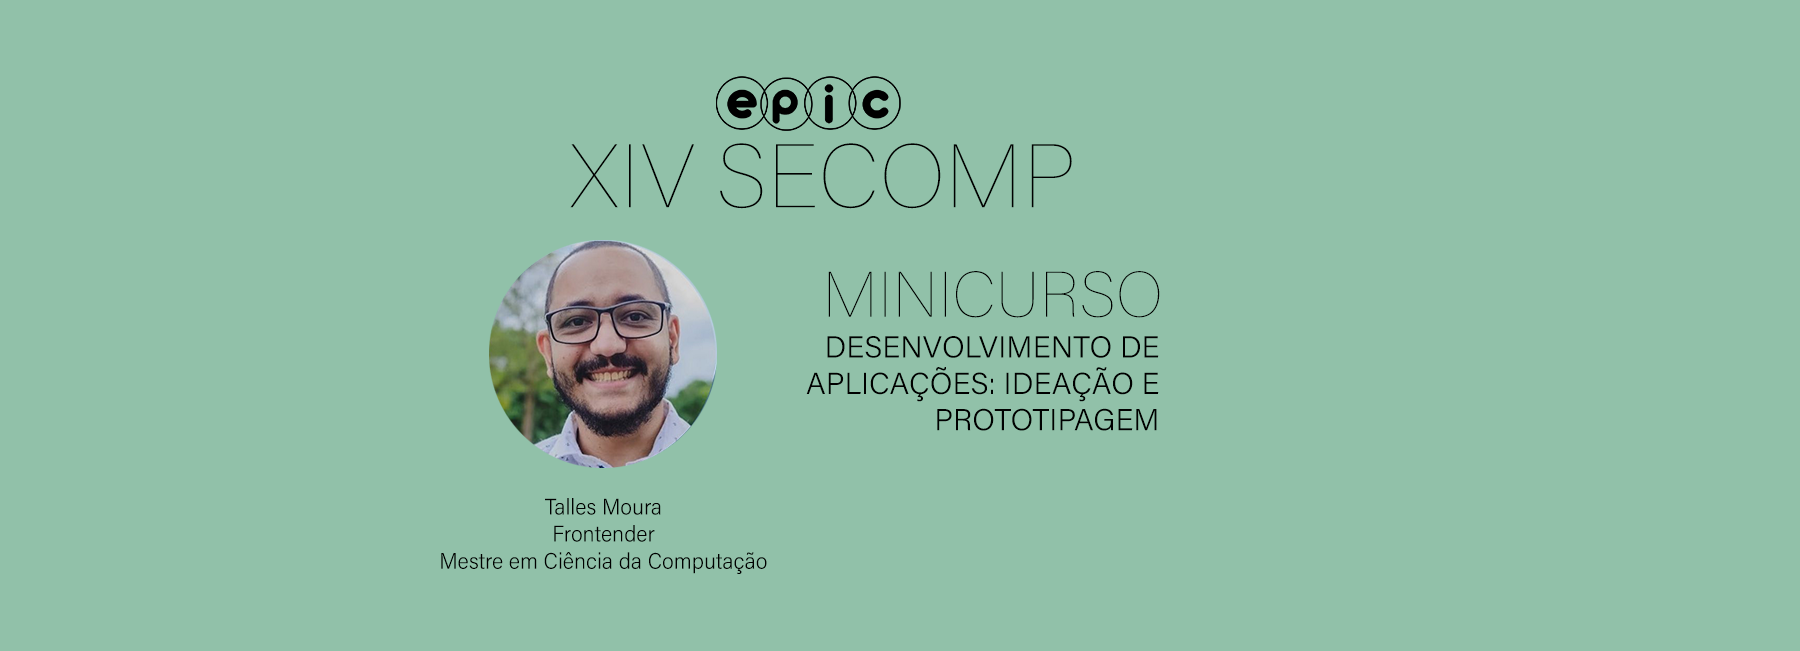 epic
XIV SECOMP
MINICURSO
DESENVOLVIMENTO DE
APLICAÇÕES: IDEAÇÃO E
PROTOTIPAGEM
Talles Moura
Frontender
Mestre em Ciência da Computação